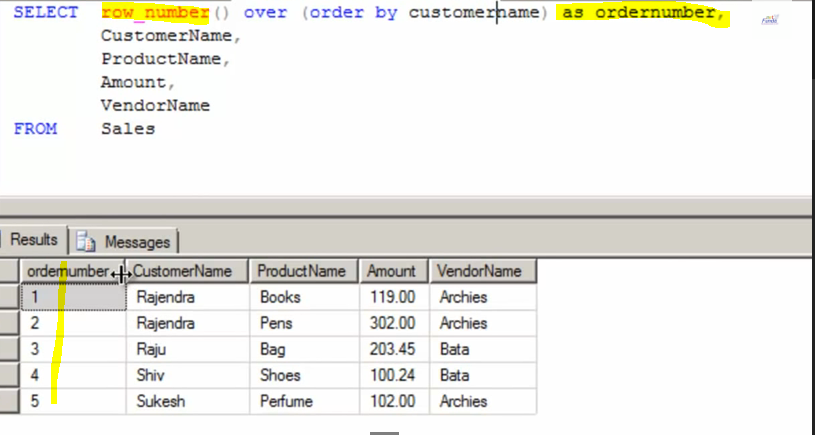 SELECT row_number() over (order by customername) as ordernumber,
CustomerName,
ProductName,
Amount,
VendorName
FROM Sales
Results Messages
ordernumber CustomerName ProductName Amount VendorName
1 Rajendra Books 119.00 Archies
2 Rajendra Pens 302.00 Archies
3 Raju Bag 203.45 Bata
4 Shiv Shoes 100.24 Bata
5 Sukesh Perfume 102.00 Archies